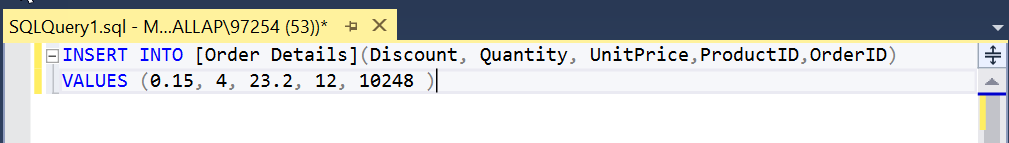 SQLQuery1.sql - M...ALLAP\97254 (53))*
INSERT INTO [Order Details](Discount, Quantity, UnitPrice,ProductID,OrderID)
VALUES (0.15, 4, 23.2, 12, 10248 )